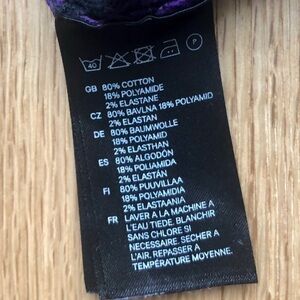 40 P
GB 80% COTTON
18% POLYAMIDE
2% ELASTANE
CZ 80% BAVLNA 18% POLYAMID
2% ELASTAN
DE 80% BAUMWOLLE
18% POLYAMID
2% ELASTHAN
ES 80% ALGODÓN
18% POLIAMIDA
2% ELASTÁN
FI 80% PUUVILLAA
18% POLYAMIDIA
2% ELASTAANIA
FR LAVER A LA MACHINE A
L'EAU TIEDE. BLANCHIR
SANS CHLORE SI
NECESSAIRE. SECHER A
L'AIR. REPASSER A
TEMPÉRATURE MOYENNE.